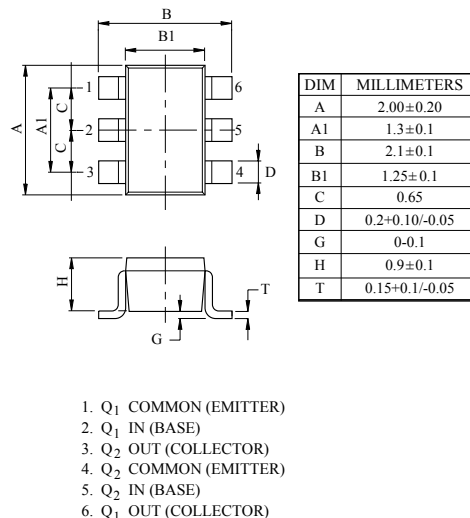 B
B1
1
6
A
A1
C
2
5
C
3
4
D
H
G
T
DIM MILLIMETERS
A 2.00±0.20
A1 1.3±0.1
B 2.1±0.1
B1 1.25±0.1
C 0.65
D 0.2+0.10/-0.05
G 0-0.1
H 0.9±0.1
T 0.15+0.1/-0.05
1. Q1 COMMON (EMITTER)
2. Q1 IN (BASE)
3. Q2 OUT (COLLECTOR)
4. Q2 COMMON (EMITTER)
5. Q2 IN (BASE)
6. Q1 OUT (COLLECTOR)